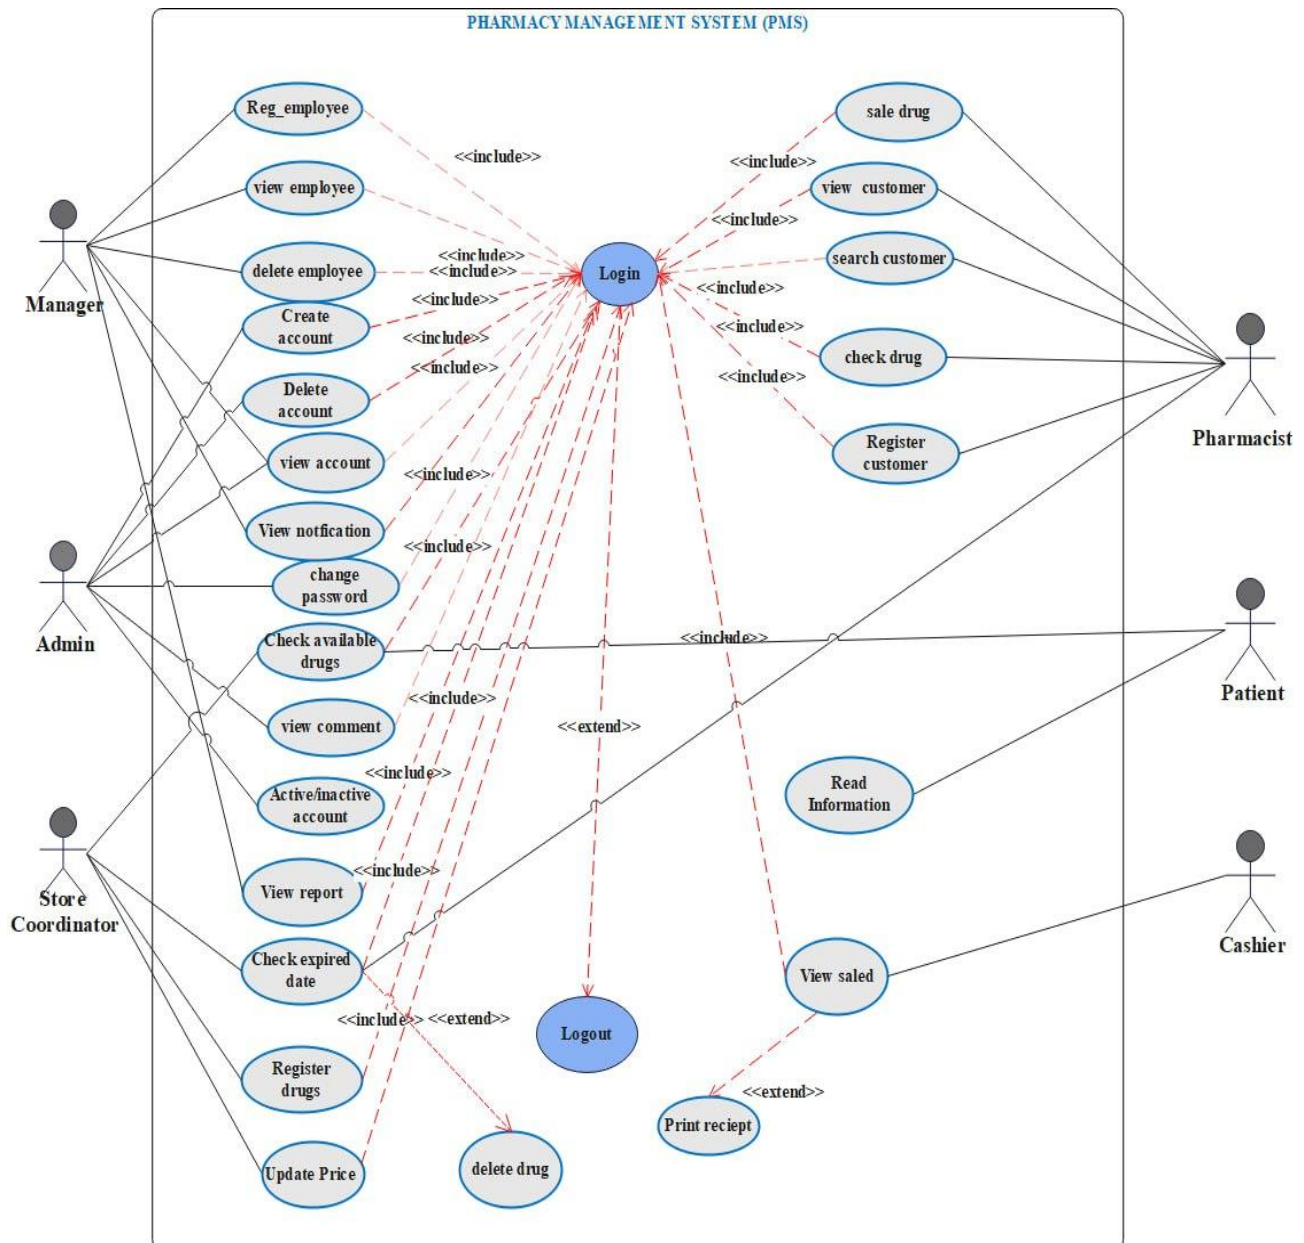 PHARMACY MANAGEMENT SYSTEM (PMS)
Reg_employee
sale drug
<<include>>
<<include>>
view employee
view customer
<<include>>
Manager
delete employee
<<include>>
<<include>>
Login
search customer
<<include>>
Create
account
<<include>>
<<include>>
check drug
<<include>>
<<include>>
<<include>>
Delete
account
Register
customer
Pharmacist
view account
<<include>>
View notfication
<<include>>
change
password
Admin
Check available
drugs
<<include>>
Patient
view comment
<<include>>
<<extend>>
<<include>>
Active/inactive
account
Read
Information
View report
<<include>>
Store
Coordinator
Cashier
Check expired
date
View saled
<<include>>
<<extend>>
Logout
Register
drugs
<<extend>>
Print reciept
Update Price
delete drug